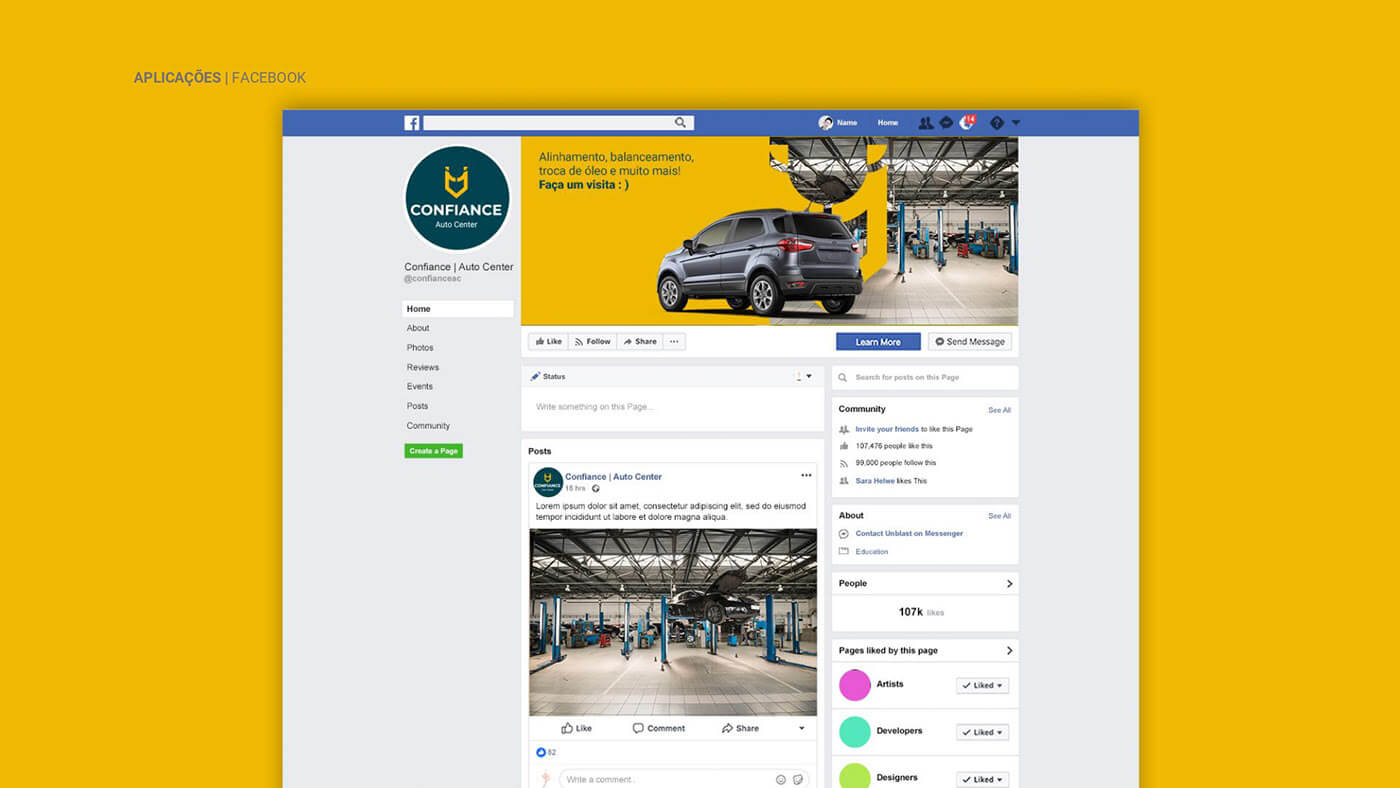 APLICAÇÕES | FACEBOOK
Name
Home
14
CONFIANCE
Auto Center
Confiance | Auto Center
@confianceac
Home
About
Photos
Reviews
Events
Posts
Community
Create a Page
Alinhamento, balanceamento,
troca de óleo e muito mais!
Faça um visita : )
Like
Follow
Share
Learn More
Send Message
Status
Write something on this Page...
Posts
CONFIANCE
Confiance | Auto Center
18 hrs
Lorem ipsum dolor sit amet, consectetur adipiscing elit, sed do eiusmod
tempor incididunt ut labore et dolore magna aliqua.
Like
Comment
Share
82
Write a comment..
Search for posts on this Page
Community
See All
Invite your friends to like this Page
107,476 people like this
99,000 people follow this
Sara Helwe likes This
About
See All
Contact Unblast on Messenger
Education
People
107k likes
Pages liked by this page
Artists
Liked
Developers
Liked
Designers
Liked